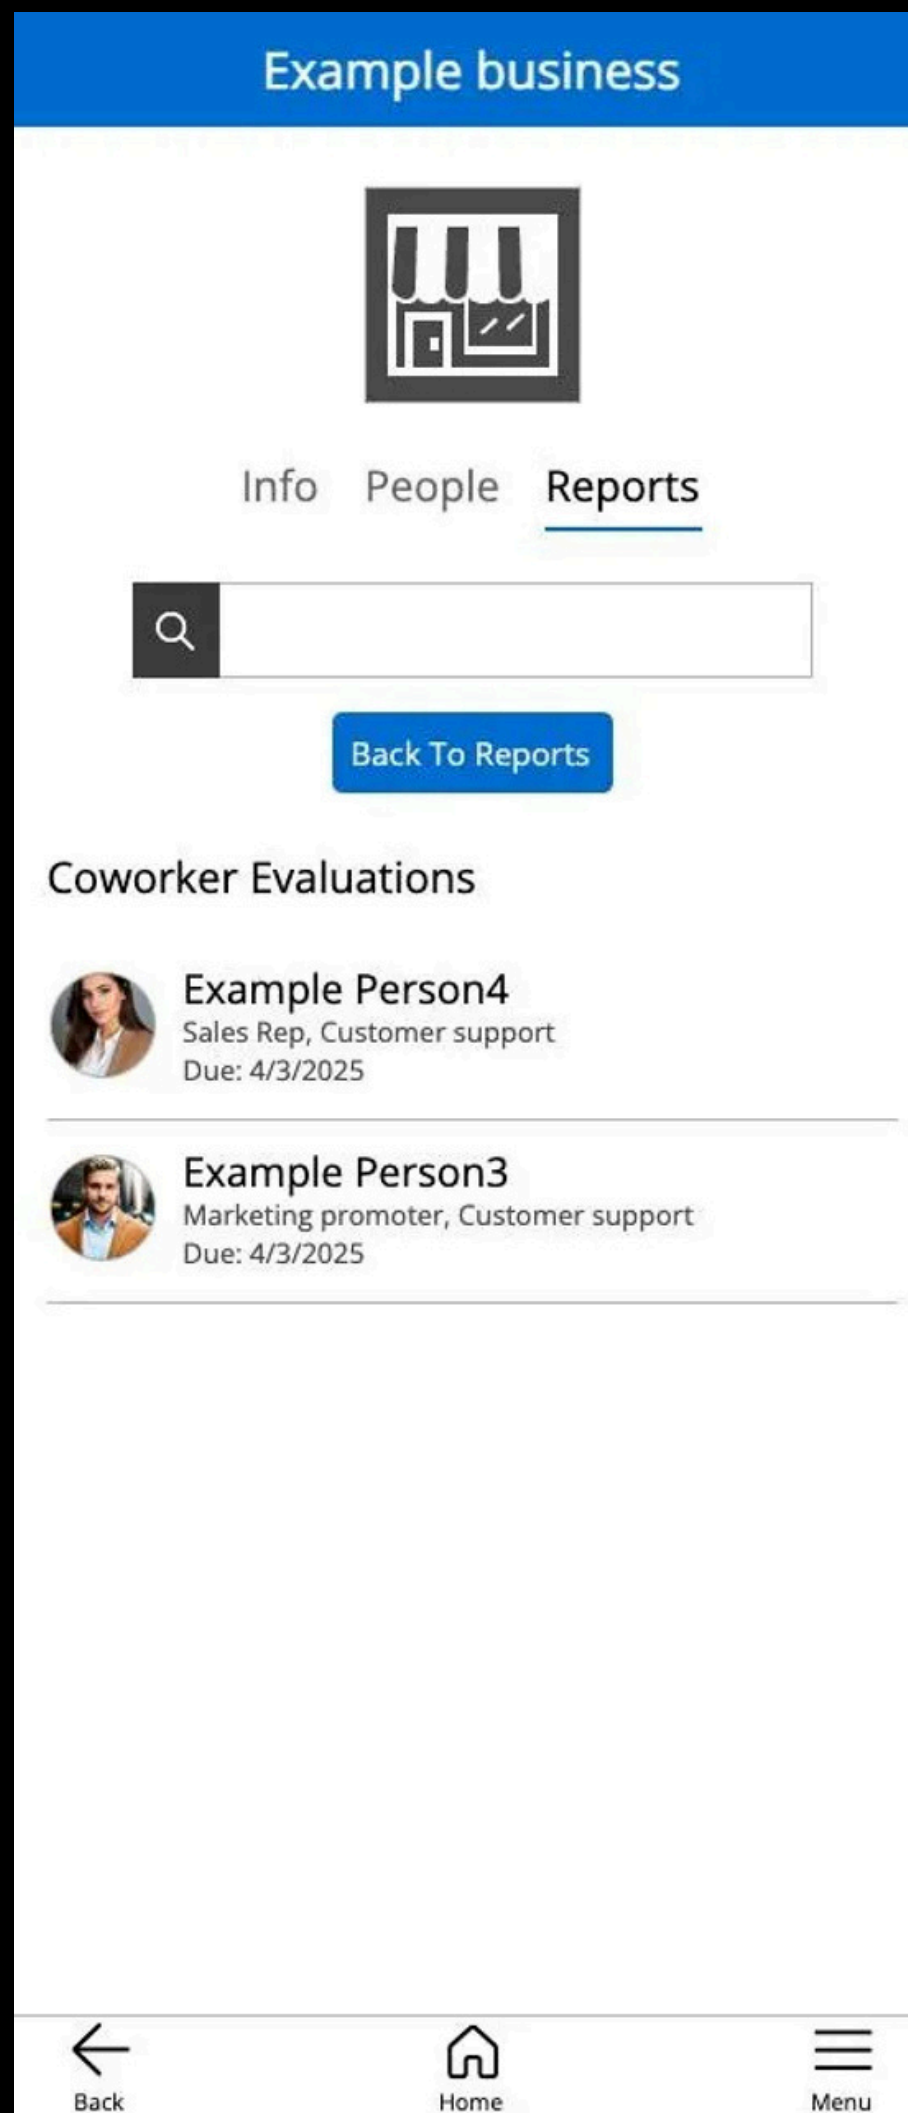 Example business
Info People Reports
Back To Reports
Coworker Evaluations
Example Person4
Sales Rep, Customer support
Due: 4/3/2025
Example Person3
Marketing promoter, Customer support
Due: 4/3/2025
Back Home Menu